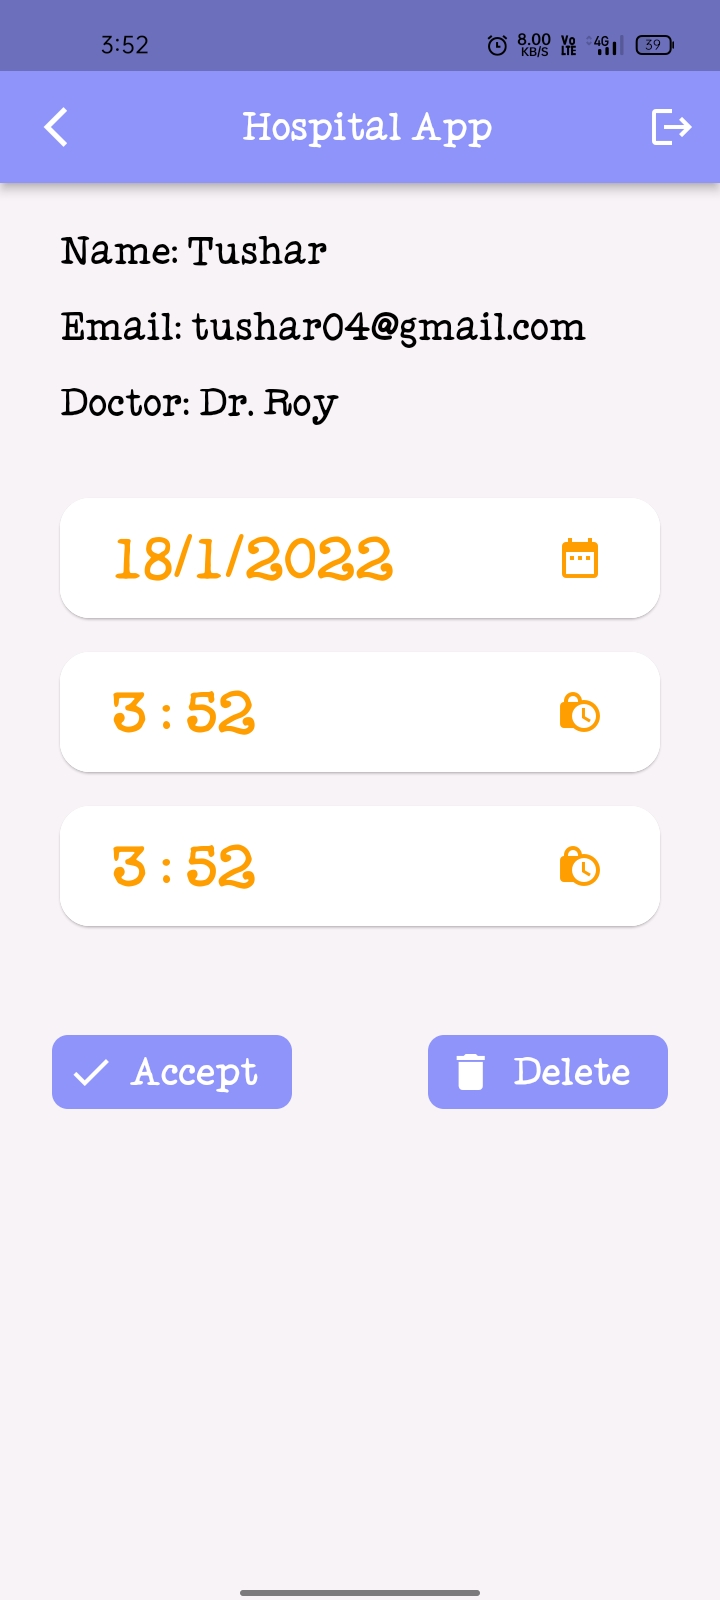 3:52 8.00 KB/S Vo LTE 4G 39
Hospital App
Name: Tushar
Email: tushar04@gmail.com
Doctor: Dr. Roy
18/1/2022
3 : 52
3 : 52
Accept Delete